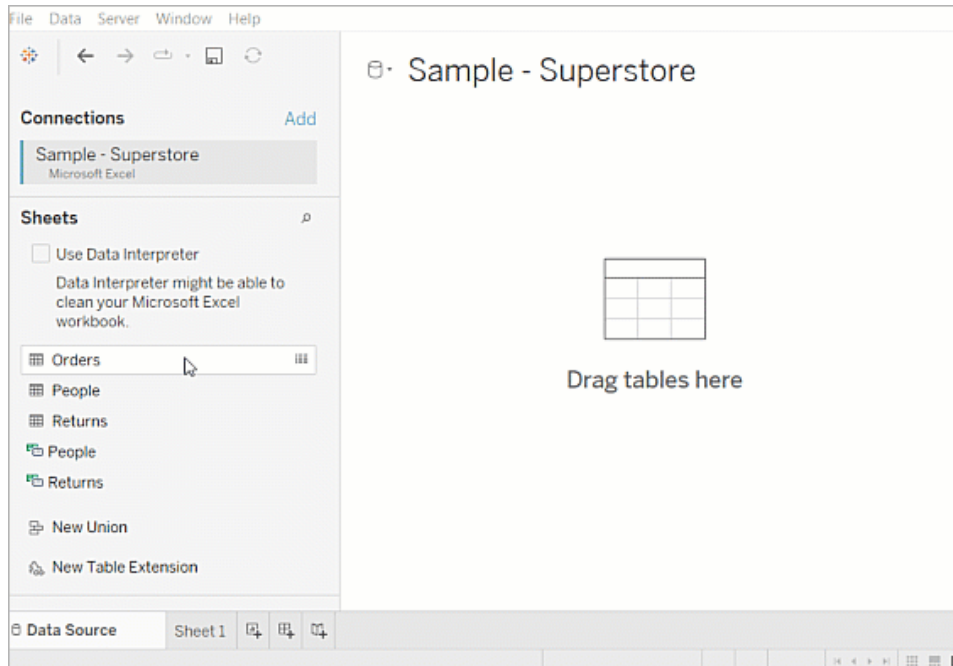 File Data Server Window Help
Sample - Superstore
Connections Add
Sample - Superstore
Microsoft Excel
Sheets
Use Data Interpreter
Data Interpreter might be able to
clean your Microsoft Excel
workbook.
Orders
People
Returns
People
Returns
New Union
New Table Extension
Drag tables here
Data Source Sheet 1